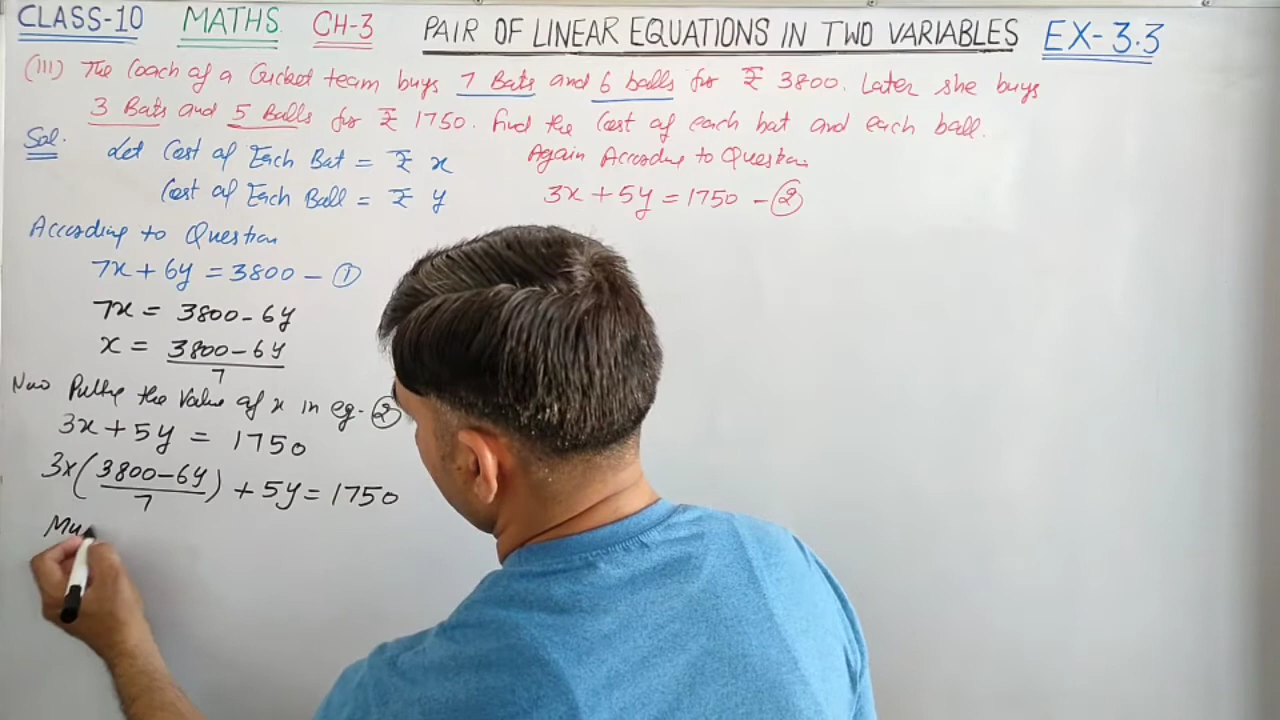 CLASS-10 MATHS CH-3 PAIR OF LINEAR EQUATIONS IN TWO VARIABLES EX-3.3
(III) The Coach of a Cricket team buys 7 Bats and 6 balls for ₹ 3800. Later she buys
3 Bats and 5 Balls for ₹ 1750. Find the Cost of each bat and each ball.
Sol. Let Cost of Each Bat = ₹ x
Cost of Each Ball = ₹ y
According to Question
7x + 6y = 3800 – ①
7x = 3800 - 6y
x = 3800 - 6y / 7
Now Putting the Value of x in eq. ②
3x + 5y = 1750
3x(3800-6y / 7) + 5y = 1750
Mu
Again According to Question
3x + 5y = 1750 – ②